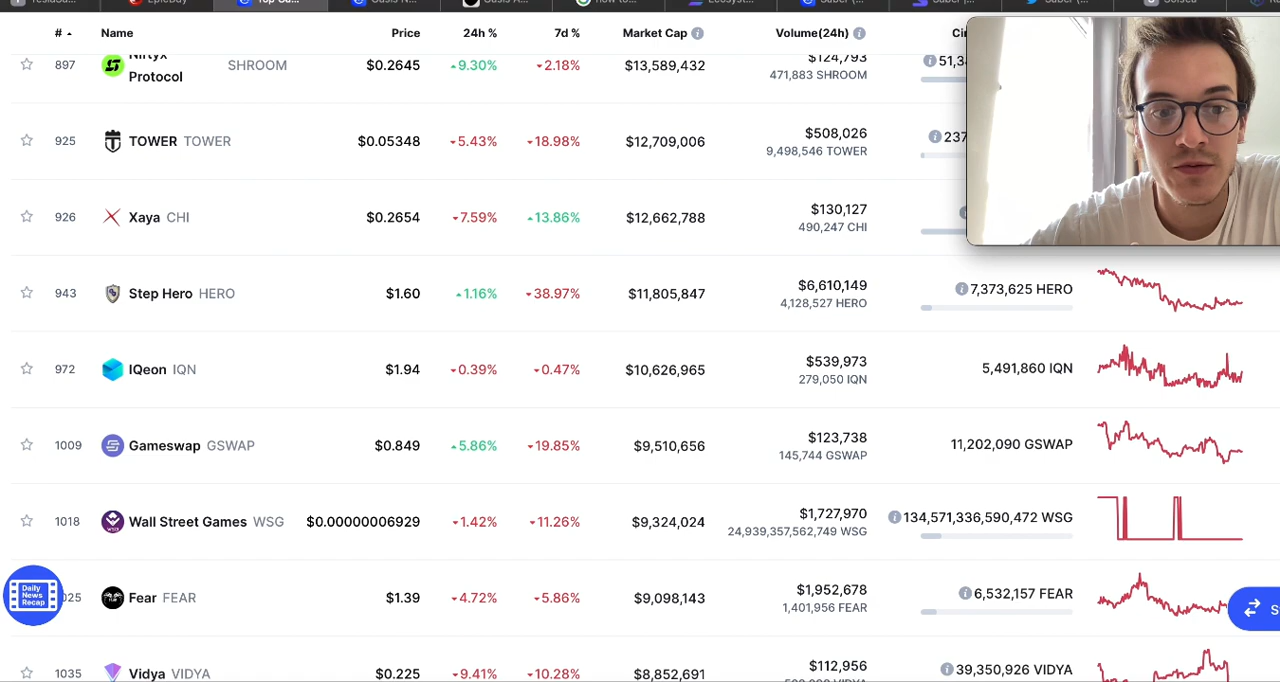 EpicBay
# Name Price 24h % 7d % Market Cap Volume(24h)
897 Niftyx Protocol SHROOM $0.2645 9.30% 2.18% $13,589,432 $124,793
471,883 SHROOM
925 TOWER TOWER $0.05348 5.43% 18.98% $12,709,006 $508,026
9,498,546 TOWER
926 Xaya CHI $0.2654 7.59% 13.86% $12,662,788 $130,127
490,247 CHI
943 Step Hero HERO $1.60 1.16% 38.97% $11,805,847 $6,610,149 7,373,625 HERO
4,128,527 HERO
972 IQeon IQN $1.94 0.39% 0.47% $10,626,965 $539,973 5,491,860 IQN
279,050 IQN
1009 Gameswap GSWAP $0.849 5.86% 19.85% $9,510,656 $123,738 11,202,090 GSWAP
145,744 GSWAP
1018 Wall Street Games WSG $0.00000006929 1.42% 11.26% $9,324,024 $1,727,970 134,571,336,590,472 WSG
24,939,357,562,749 WSG
Daily
News
Recap
025 Fear FEAR $1.39 4.72% 5.86% $9,098,143 $1,952,678 6,532,157 FEAR
1,401,956 FEAR
1035 Vidya VIDYA $0.225 9.41% 10.28% $8,852,691 $112,956 39,350,926 VIDYA